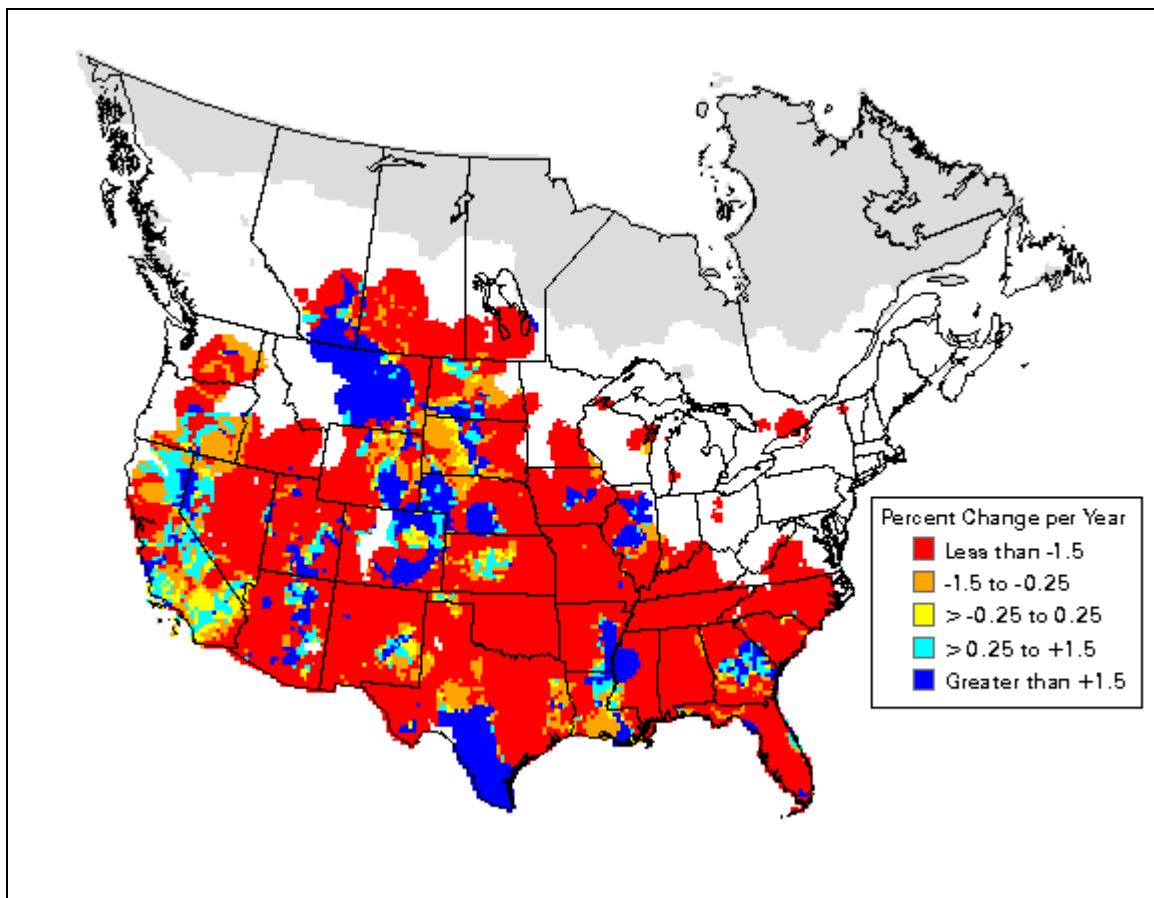 Percent Change per Year
Less than -1.5
-1.5 to -0.25
> -0.25 to 0.25
> 0.25 to +1.5
Greater than +1.5